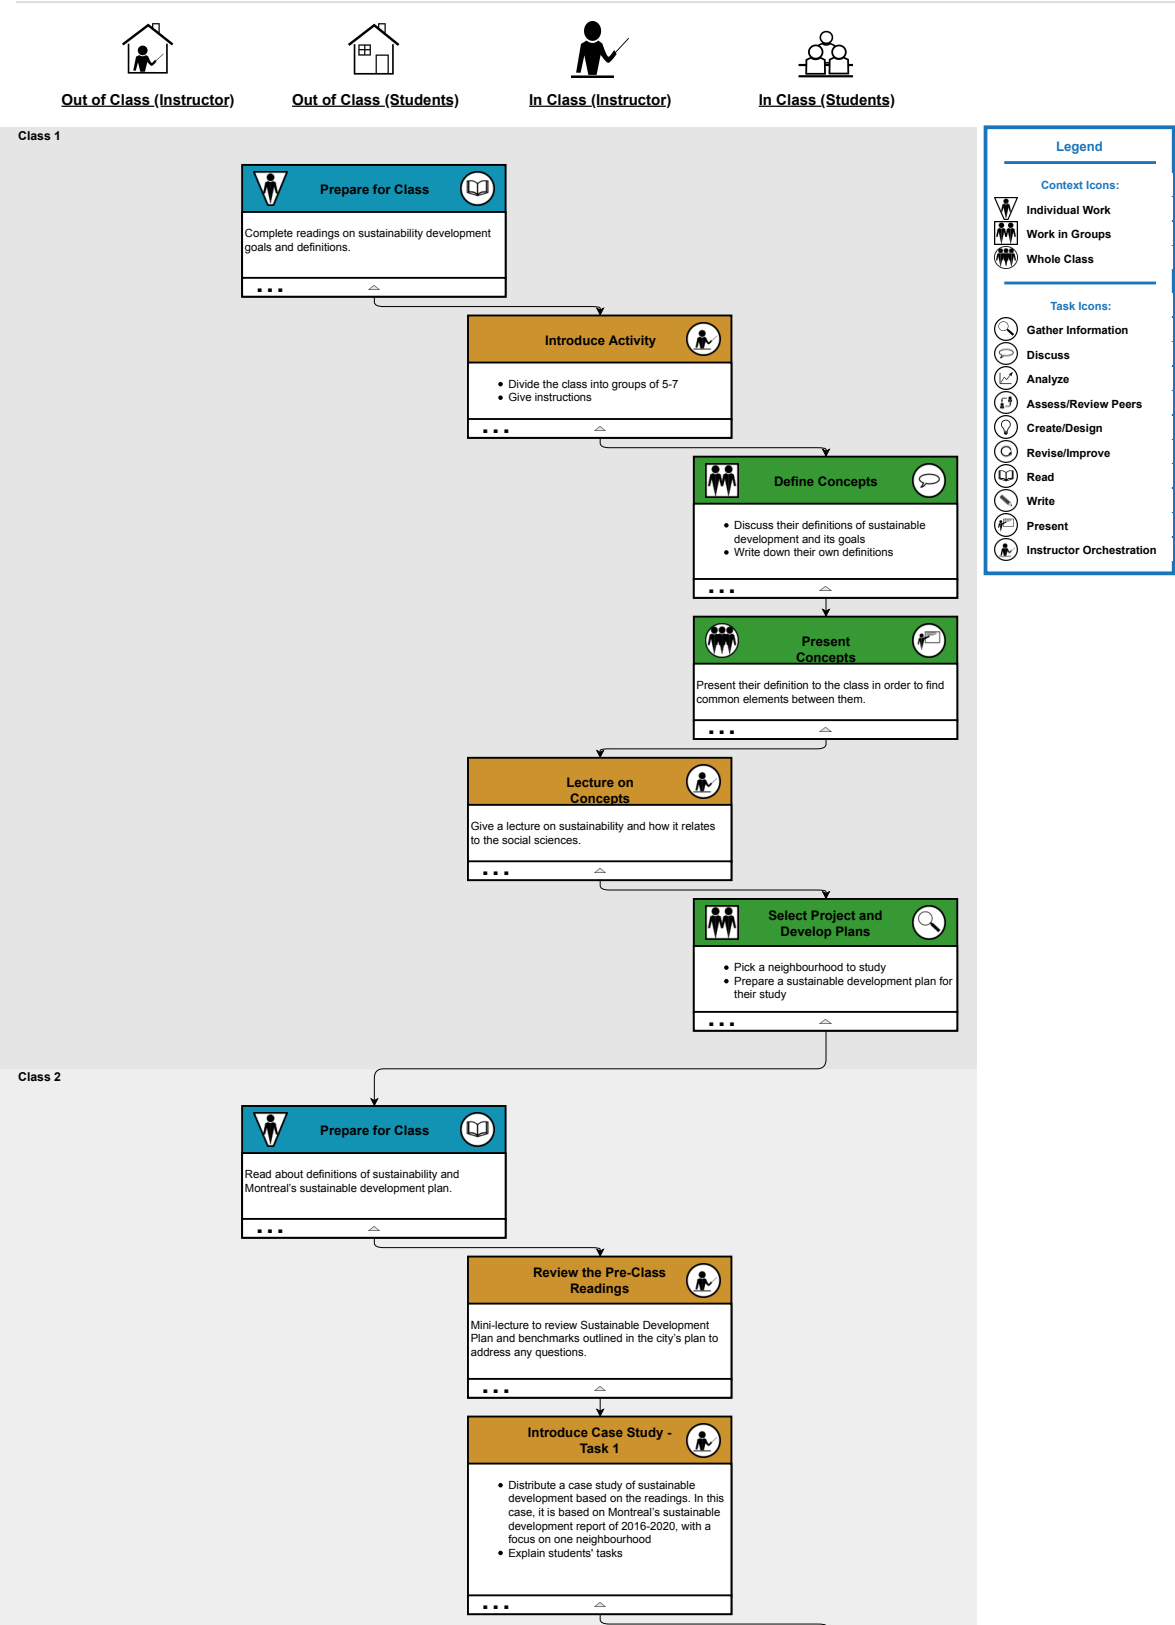 Out of Class (Instructor)
Out of Class (Students)
In Class (Instructor)
In Class (Students)
Class 1
Prepare for Class
Complete readings on sustainability development
goals and definitions.
Introduce Activity
Divide the class into groups of 5-7
Give instructions
Define Concepts
Discuss their definitions of sustainable
development and its goals
Write down their own definitions
Present
Concepts
Present their definition to the class in order to find
common elements between them.
Lecture on
Concepts
Give a lecture on sustainability and how it relates
to the social sciences.
Select Project and
Develop Plans
Pick a neighbourhood to study
Prepare a sustainable development plan for
their study
Class 2
Prepare for Class
Read about definitions of sustainability and
Montreal's sustainable development plan.
Review the Pre-Class
Readings
Mini-lecture to review Sustainable Development
Plan and benchmarks outlined in the city's plan to
address any questions.
Introduce Case Study -
Task 1
Distribute a case study of sustainable
development based on the readings. In this
case, it is based on Montreal's sustainable
development report of 2016-2020, with a
focus on one neighbourhood
Explain students' tasks
Legend
Context Icons:
Individual Work
Work in Groups
Whole Class
Task Icons:
Gather Information
Discuss
Analyze
Assess/Review Peers
Create/Design
Revise/Improve
Read
Write
Present
Instructor Orchestration